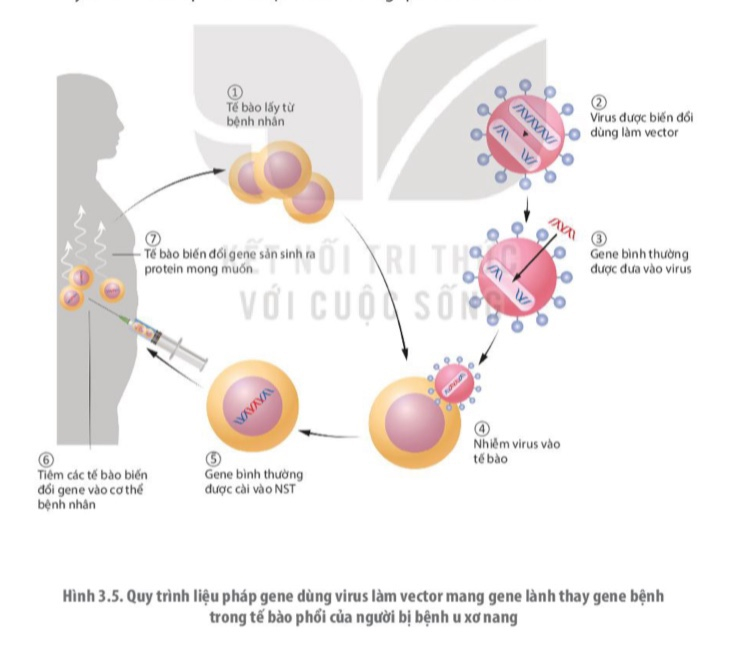 ①
Tế bào lấy từ
bệnh nhân
②
Virus được biến đổi
dùng làm vector
③
Gene bình thường
được đưa vào virus
④
Nhiễm virus vào
tế bào
⑤
Gene bình thường
được cài vào NST
⑥
Tiêm các tế bào biến
đổi gene vào cơ thể
bệnh nhân
⑦
Tế bào biến đổi gene sản sinh ra
protein mong muốn
KẾT NỐI TRI THỨC
VỚI CUỘC SỐNG
Hình 3.5. Quy trình liệu pháp gene dùng virus làm vector mang gene lành thay gene bệnh
trong tế bào phổi của người bị bệnh u xơ nang